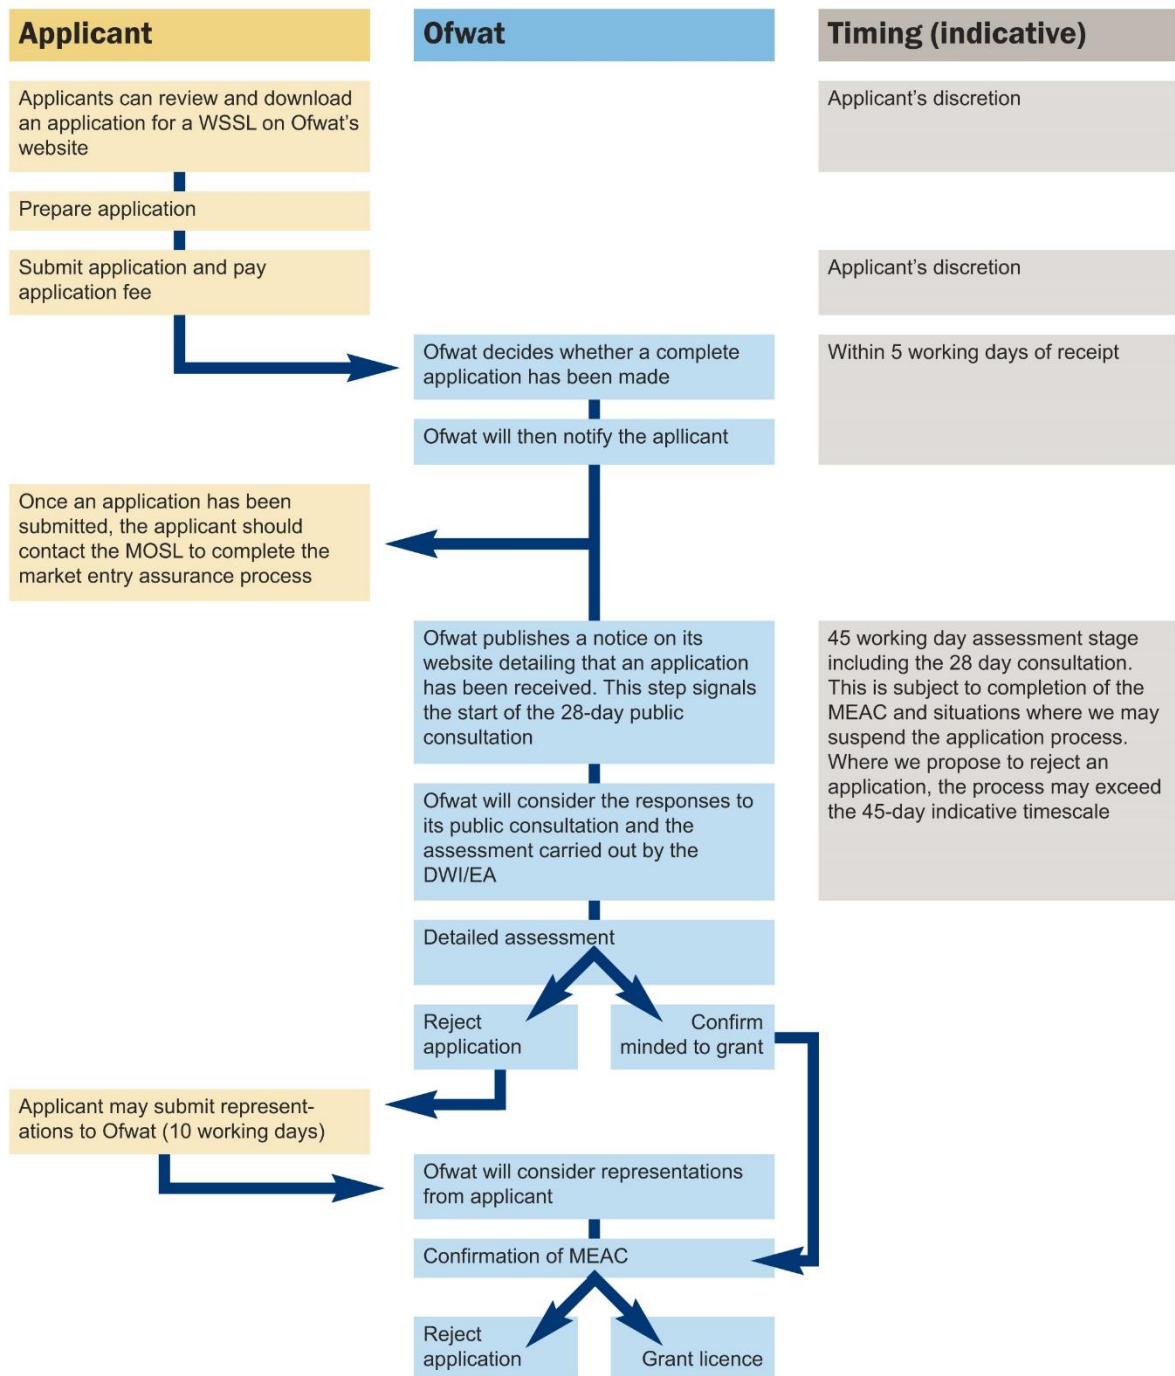 Applicant
Ofwat
Timing (indicative)
Applicants can review and download
an application for a WSSL on Ofwat's
website
Applicant's discretion
Prepare application
Submit application and pay
application fee
Applicant's discretion
Ofwat decides whether a complete
application has been made
Within 5 working days of receipt
Ofwat will then notify the apllicant
Once an application has been
submitted, the applicant should
contact the MOSL to complete the
market entry assurance process
Ofwat publishes a notice on its
website detailing that an application
has been received. This step signals
the start of the 28-day public
consultation
45 working day assessment stage
including the 28 day consultation.
This is subject to completion of the
MEAC and situations where we may
suspend the application process.
Where we propose to reject an
application, the process may exceed
the 45-day indicative timescale
Ofwat will consider the responses to
its public consultation and the
assessment carried out by the
DWI/EA
Detailed assessment
Reject
application
Confirm
minded to grant
Applicant may submit represent-
ations to Ofwat (10 working days)
Ofwat will consider representations
from applicant
Confirmation of MEAC
Reject
application
Grant licence